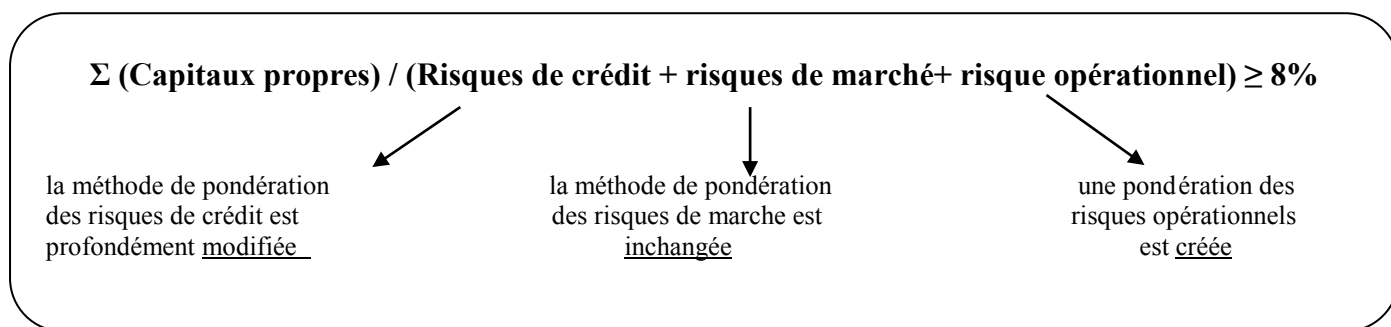 Σ (Capitaux propres) / (Risques de crédit + risques de marché+ risque opérationnel) ≥ 8%
la méthode de pondération
des risques de crédit est
profondément modifiée
la méthode de pondération
des risques de marche est
inchangée
une pondération des
risques opérationnels
est créée